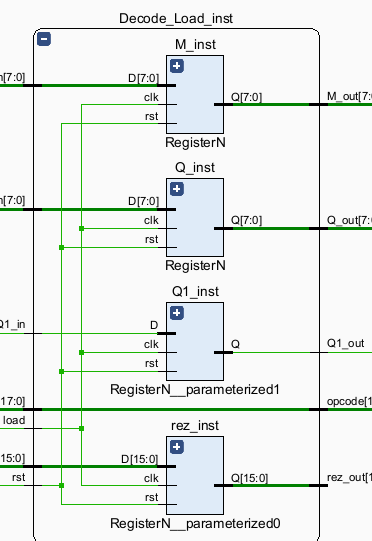 Decode_Load_inst
M_inst
n[7:0] D[7:0] Q[7:0] M_out[7:0]
clk
rst
RegisterN
Q_inst
n[7:0] D[7:0] Q[7:0] Q_out[7:0
clk
rst
RegisterN
Q1_inst
Q1_in D
clk Q Q1_out
rst
RegisterN__parameterized1
17:0] opcode[1
load
rez_inst
15:0] D[15:0]
rst clk Q[15:0] rez_out[1
rst
RegisterN__parameterized0